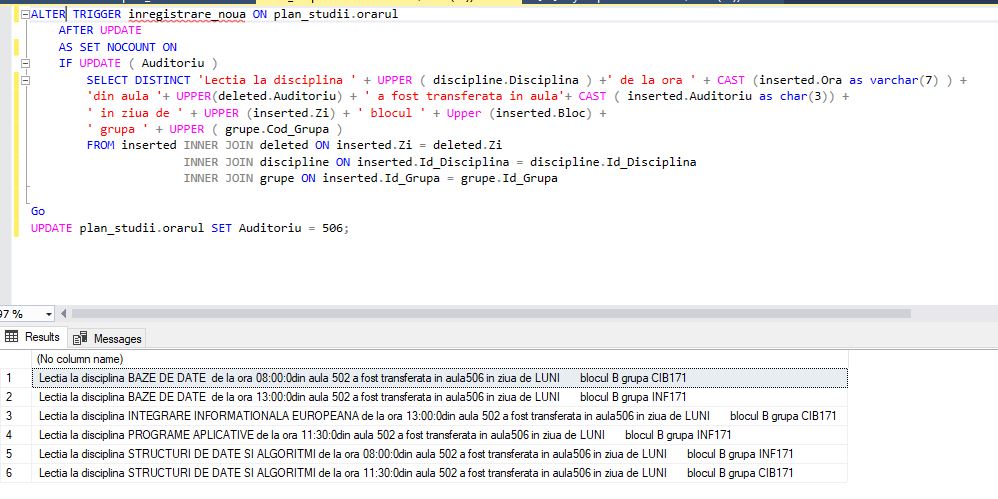 ALTER TRIGGER inregistrare_noua ON plan_studii.orarul
AFTER UPDATE
AS SET NOCOUNT ON
IF UPDATE ( Auditoriu )
SELECT DISTINCT 'Lectia la disciplina ' + UPPER ( discipline.Disciplina ) +' de la ora ' + CAST (inserted.Ora as varchar(7) ) +
'din aula '+ UPPER(deleted.Auditoriu) + ' a fost transferata in aula'+ CAST ( inserted.Auditoriu as char(3)) +
' in ziua de ' + UPPER (inserted.Zi) + ' blocul ' + Upper (inserted.Bloc) +
' grupa ' + UPPER ( grupe.Cod_Grupa )
FROM inserted INNER JOIN deleted ON inserted.Zi = deleted.Zi
INNER JOIN discipline ON inserted.Id_Disciplina = discipline.Id_Disciplina
INNER JOIN grupe ON inserted.Id_Grupa = grupe.Id_Grupa
Go
UPDATE plan_studii.orarul SET Auditoriu = 506;
97 %
Results Messages
(No column name)
1 Lectia la disciplina BAZE DE DATE de la ora 08:00:0din aula 502 a fost transferata in aula506 in ziua de LUNI blocul B grupa CIB171
2 Lectia la disciplina BAZE DE DATE de la ora 13:00:0din aula 502 a fost transferata in aula506 in ziua de LUNI blocul B grupa INF171
3 Lectia la disciplina INTEGRARE INFORMATIONALA EUROPEANA de la ora 13:00:0din aula 502 a fost transferata in aula506 in ziua de LUNI blocul B grupa CIB171
4 Lectia la disciplina PROGRAME APLICATIVE de la ora 11:30:0din aula 502 a fost transferata in aula506 in ziua de LUNI blocul B grupa INF171
5 Lectia la disciplina STRUCTURI DE DATE SI ALGORITMI de la ora 08:00:0din aula 502 a fost transferata in aula506 in ziua de LUNI blocul B grupa INF171
6 Lectia la disciplina STRUCTURI DE DATE SI ALGORITMI de la ora 11:30:0din aula 502 a fost transferata in aula506 in ziua de LUNI blocul B grupa CIB171